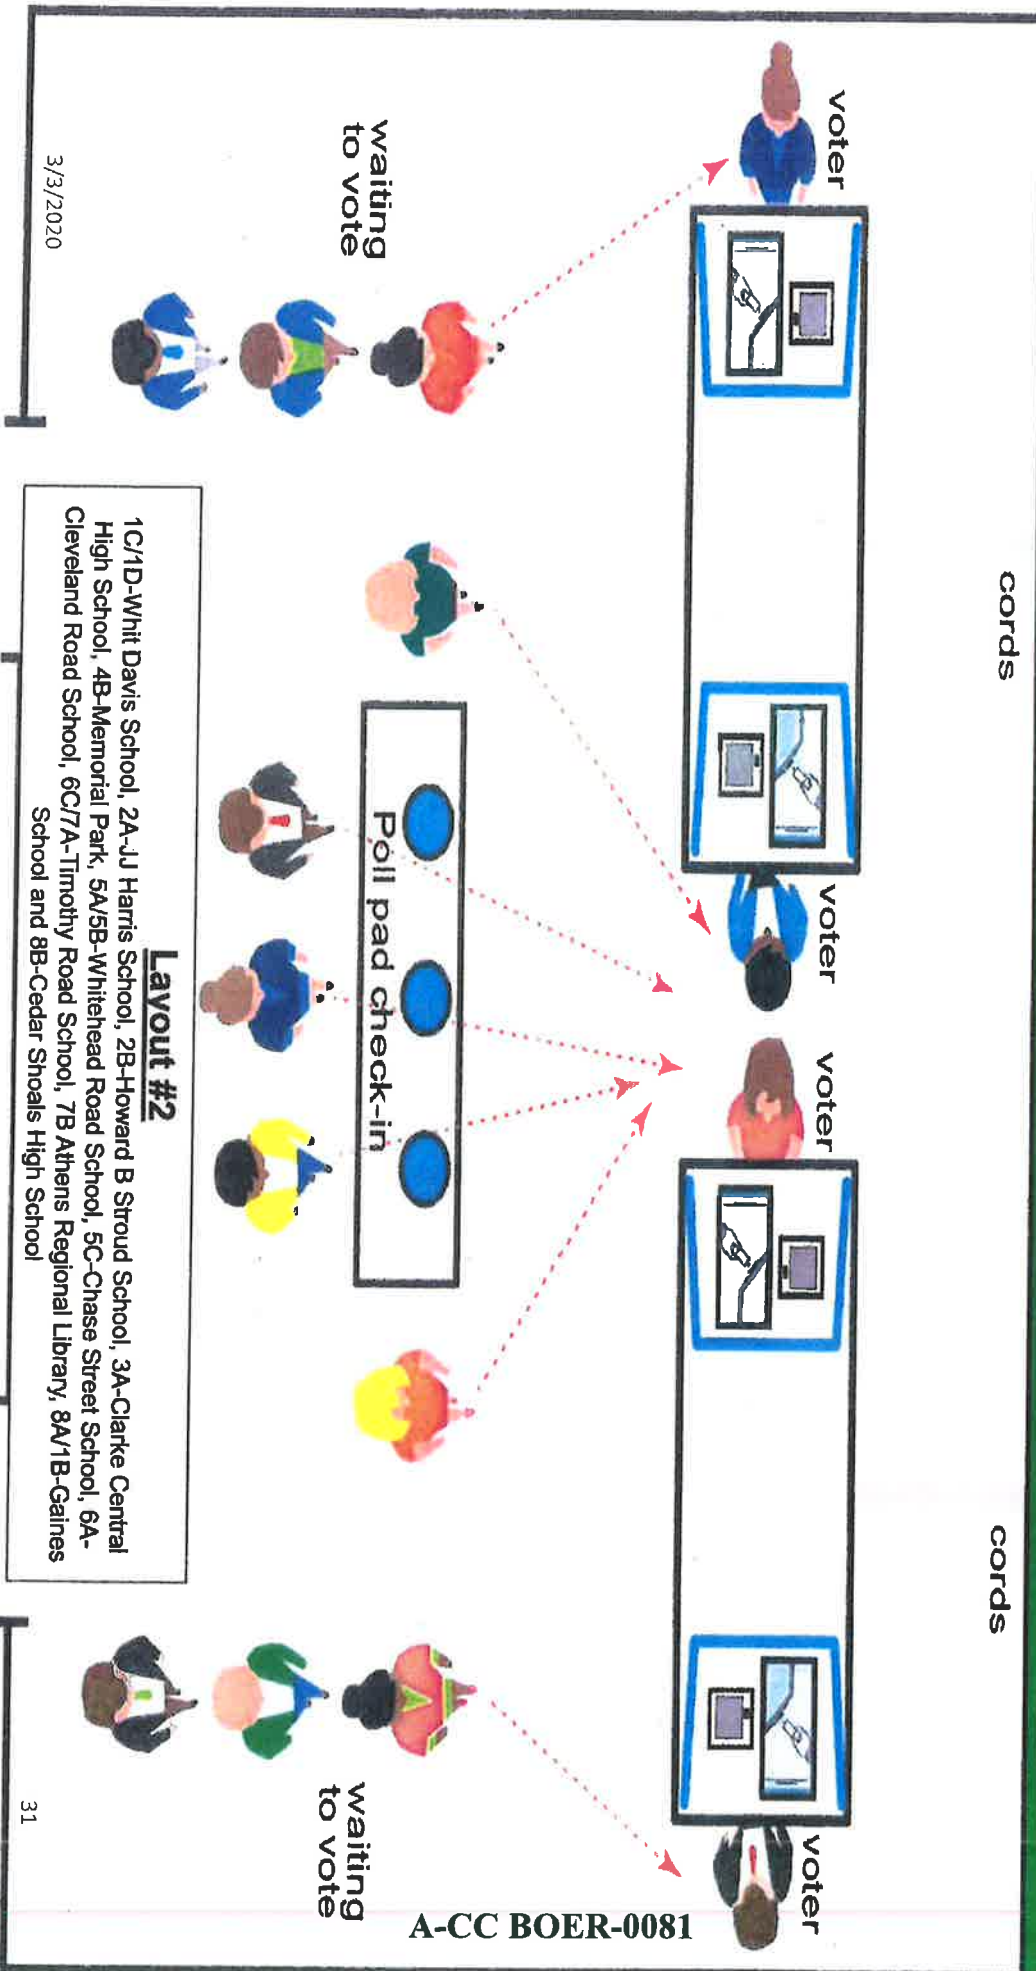 cords
cords
voter
voter
voter
voter
waiting
to vote
Poll pad check-in
waiting
to vote
Layout #2
1C/1D-Whit Davis School, 2A-JJ Harris School, 2B-Howard B Stroud School, 3A-Clarke Central
High School, 4B-Memorial Park, 5A/5B-Whitehead Road School, 5C-Chase Street School, 6A-
Cleveland Road School, 6C/7A-Timothy Road School, 7B Athens Regional Library, 8A/1B-Gaines
School and 8B-Cedar Shoals High School
3/3/2020
31
A-CC BOER-0081